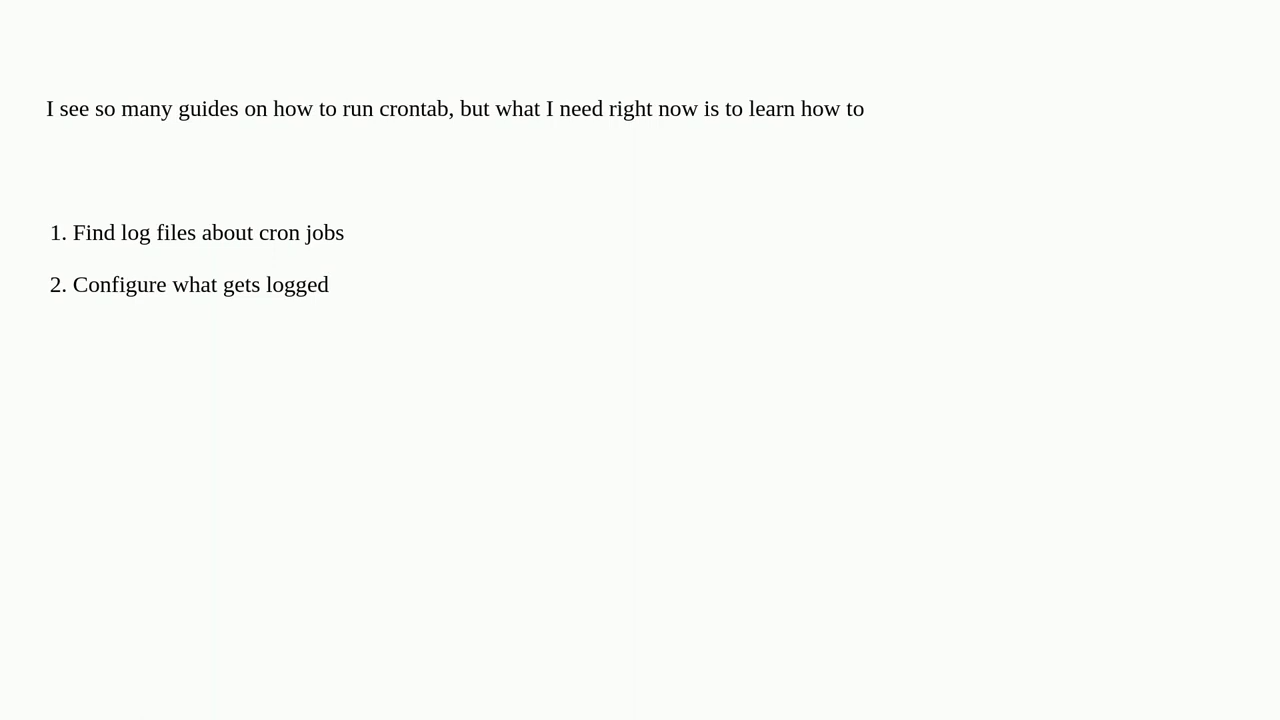 I see so many guides on how to run crontab, but what I need right now is to learn how to
1. Find log files about cron jobs
2. Configure what gets logged